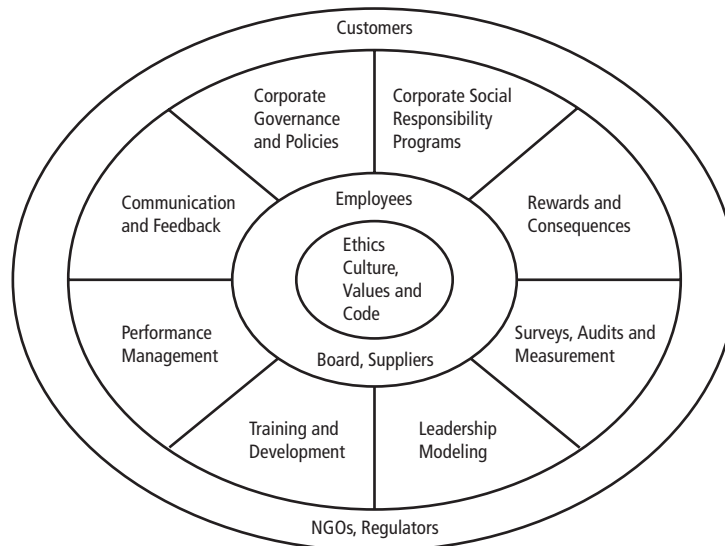 Customers
Corporate
Governance
and Policies
Corporate Social
Responsibility
Programs
Communication
and Feedback
Employees
Rewards and
Consequences
Ethics
Culture,
Values and
Code
Performance
Management
Surveys, Audits and
Measurement
Board, Suppliers
Training and
Development
Leadership
Modeling
NGOs, Regulators